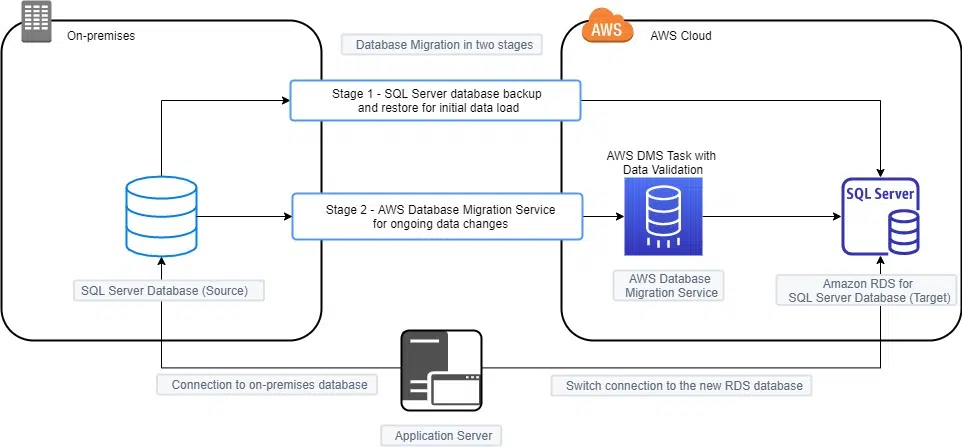 On-premises
Database Migration in two stages
AWS
AWS Cloud
Stage 1 - SQL Server database backup
and restore for initial data load
AWS DMS Task with
Data Validation
Stage 2 - AWS Database Migration Service
for ongoing data changes
SQL Server
SQL Server Database (Source)
AWS Database
Migration Service
Amazon RDS for
SQL Server Database (Target)
Connection to on-premises database
Switch connection to the new RDS database
Application Server